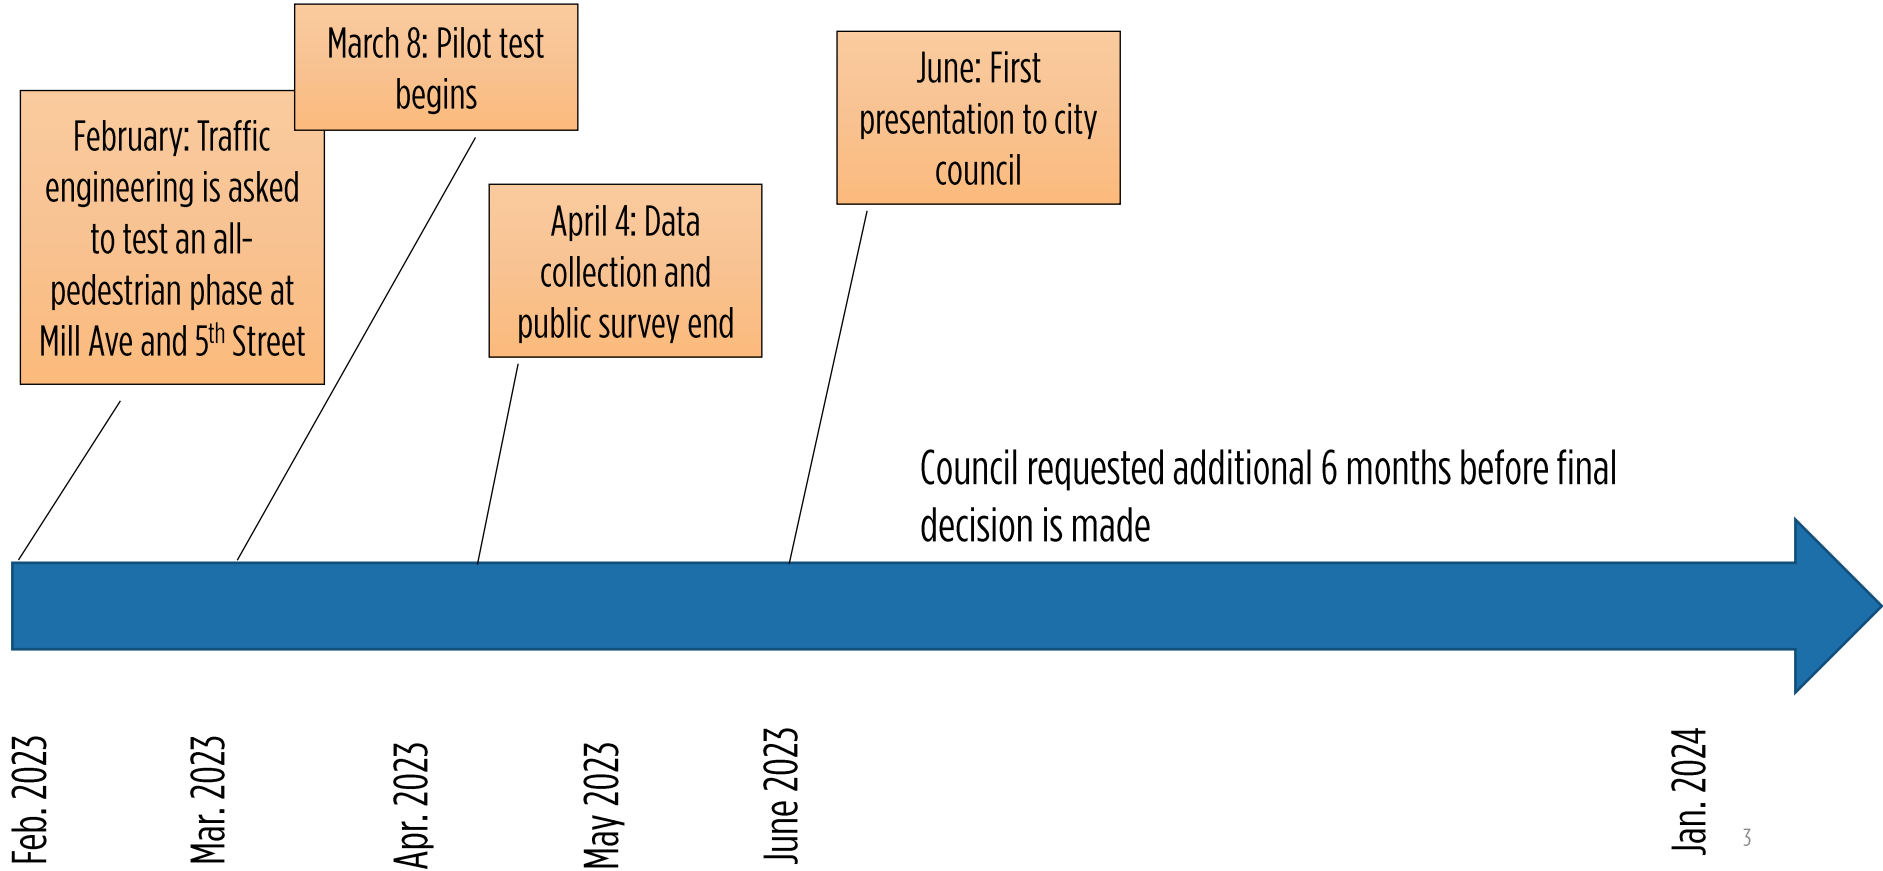 March 8: Pilot test
begins
February: Traffic
engineering is asked
to test an all-
pedestrian phase at
Mill Ave and 5th Street
April 4: Data
collection and
public survey end
June: First
presentation to city
council
Council requested additional 6 months before final
decision is made
Feb. 2023
Mar. 2023
Apr. 2023
May 2023
June 2023
Jan. 2024
3